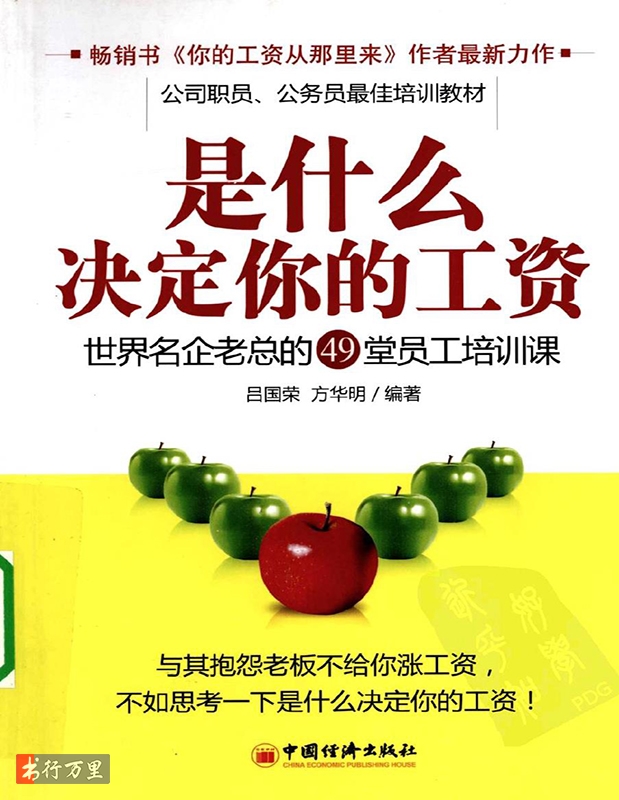 畅销书《你的工资从那里来》作者最新力作
公司职员、公务员最佳培训教材
是什么
决定你的工资
世界名企老总的49堂员工培训课
吕国荣 方华明/编著
与其抱怨老板不给你涨工资，
不如思考一下是什么决定你的工资！
中国经济出版社
CHINA ECONOMIC PUBLISHING HOUSE
书行万里
PDG